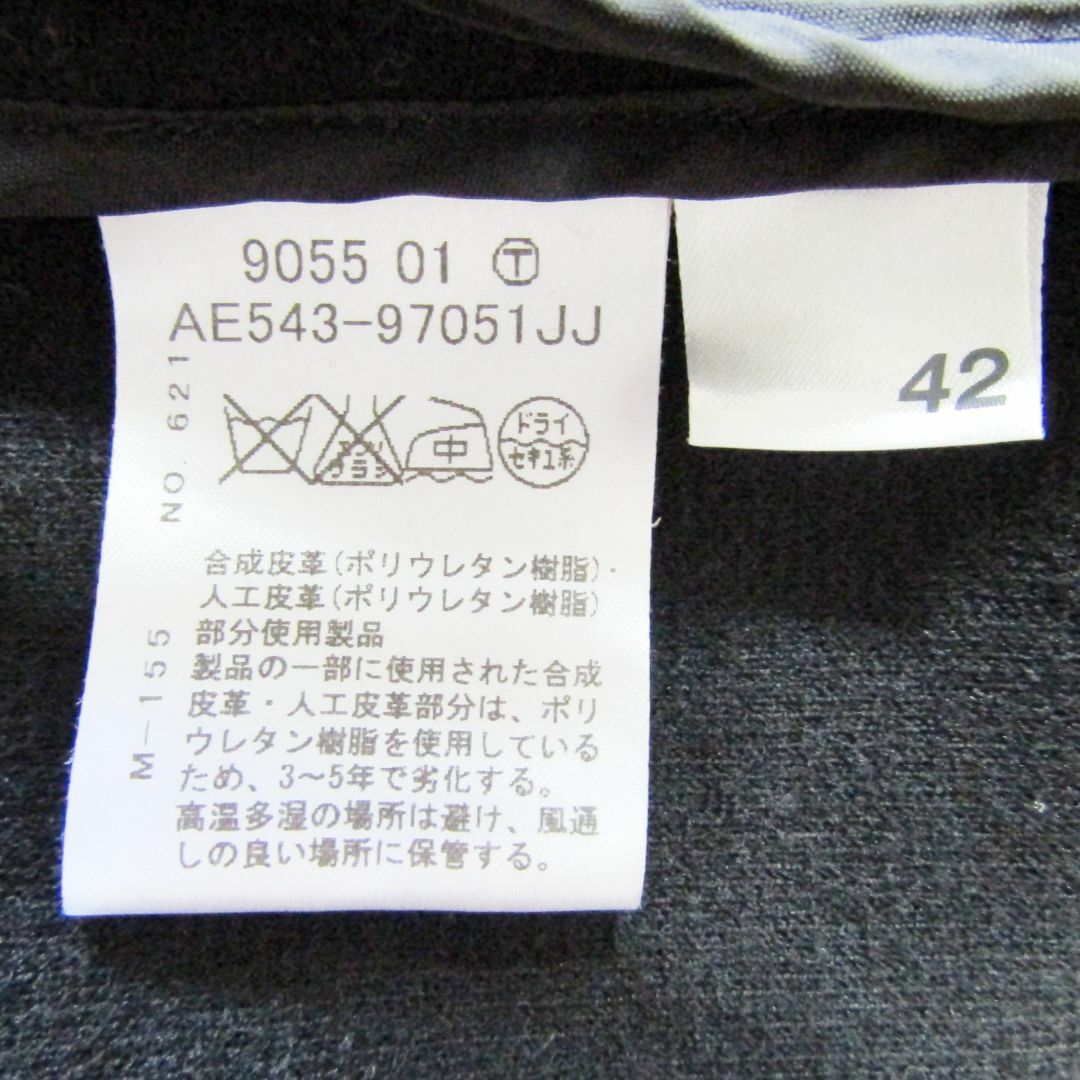 9055 01 Ⓣ
AE543-97051JJ
NO. 621
エンソ
サラシ
中
ドライ
セキユ系
合成皮革(ポリウレタン樹脂)・
人工皮革(ポリウレタン樹脂)
部分使用製品
製品の一部に使用された合成
皮革・人工皮革部分は、ポリ
ウレタン樹脂を使用している
ため、3～5年で劣化する。
高温多湿の場所は避け、風通
しの良い場所に保管する。
M-155
42